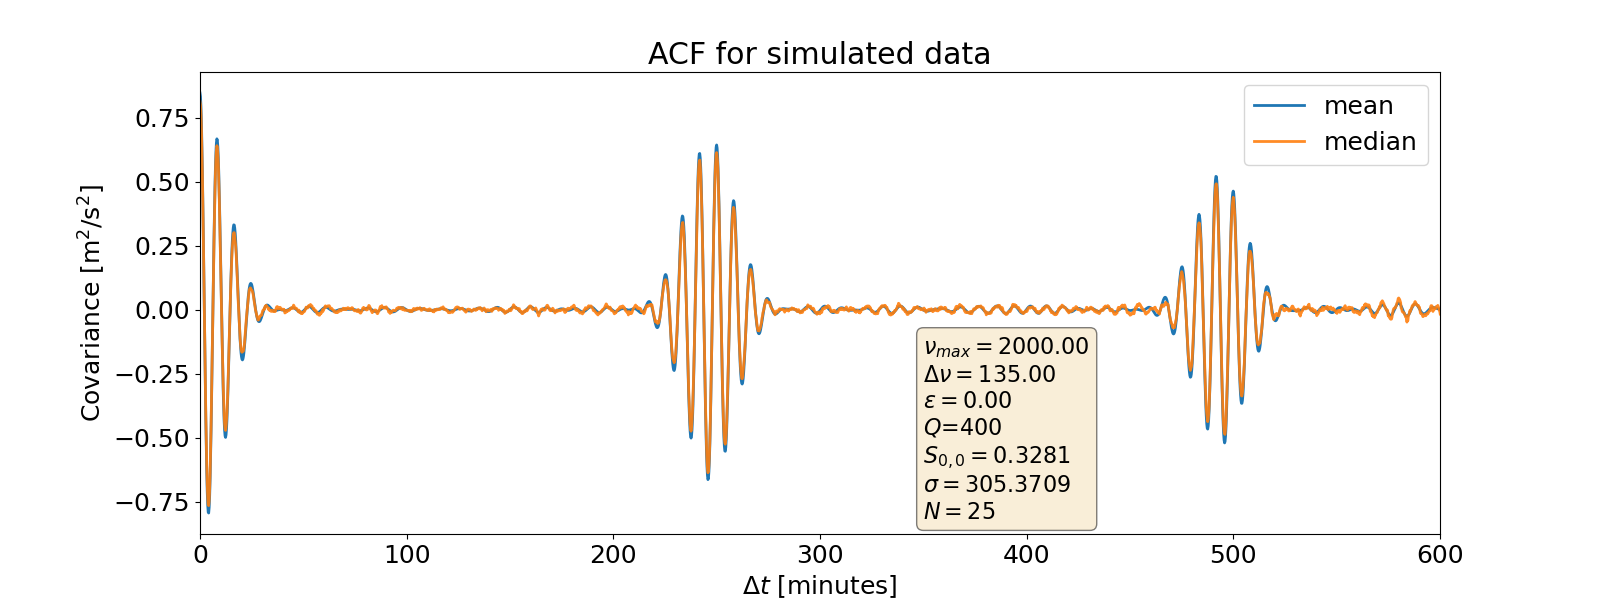 ACF for simulated data
mean
median
Covariance [m²/s²]
0.75
0.50
0.25
0.00
−0.25
−0.50
−0.75
ν_max = 2000.00
Δν = 135.00
ε = 0.00
Q=400
S_0,0 = 0.3281
σ = 305.3709
N = 25
0 100 200 300 400 500 600
Δt [minutes]